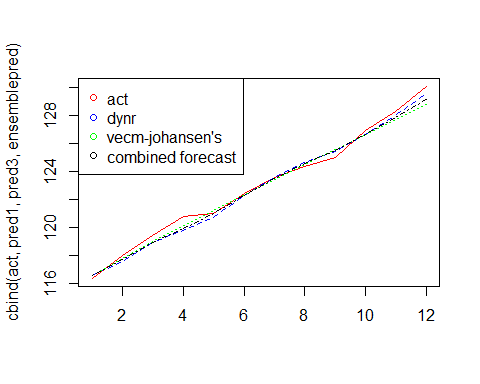 cbind(act, pred1, pred3, ensemblepred)
128
124
120
116
act
dynr
vecm-johansen's
combined forecast
2 4 6 8 10 12